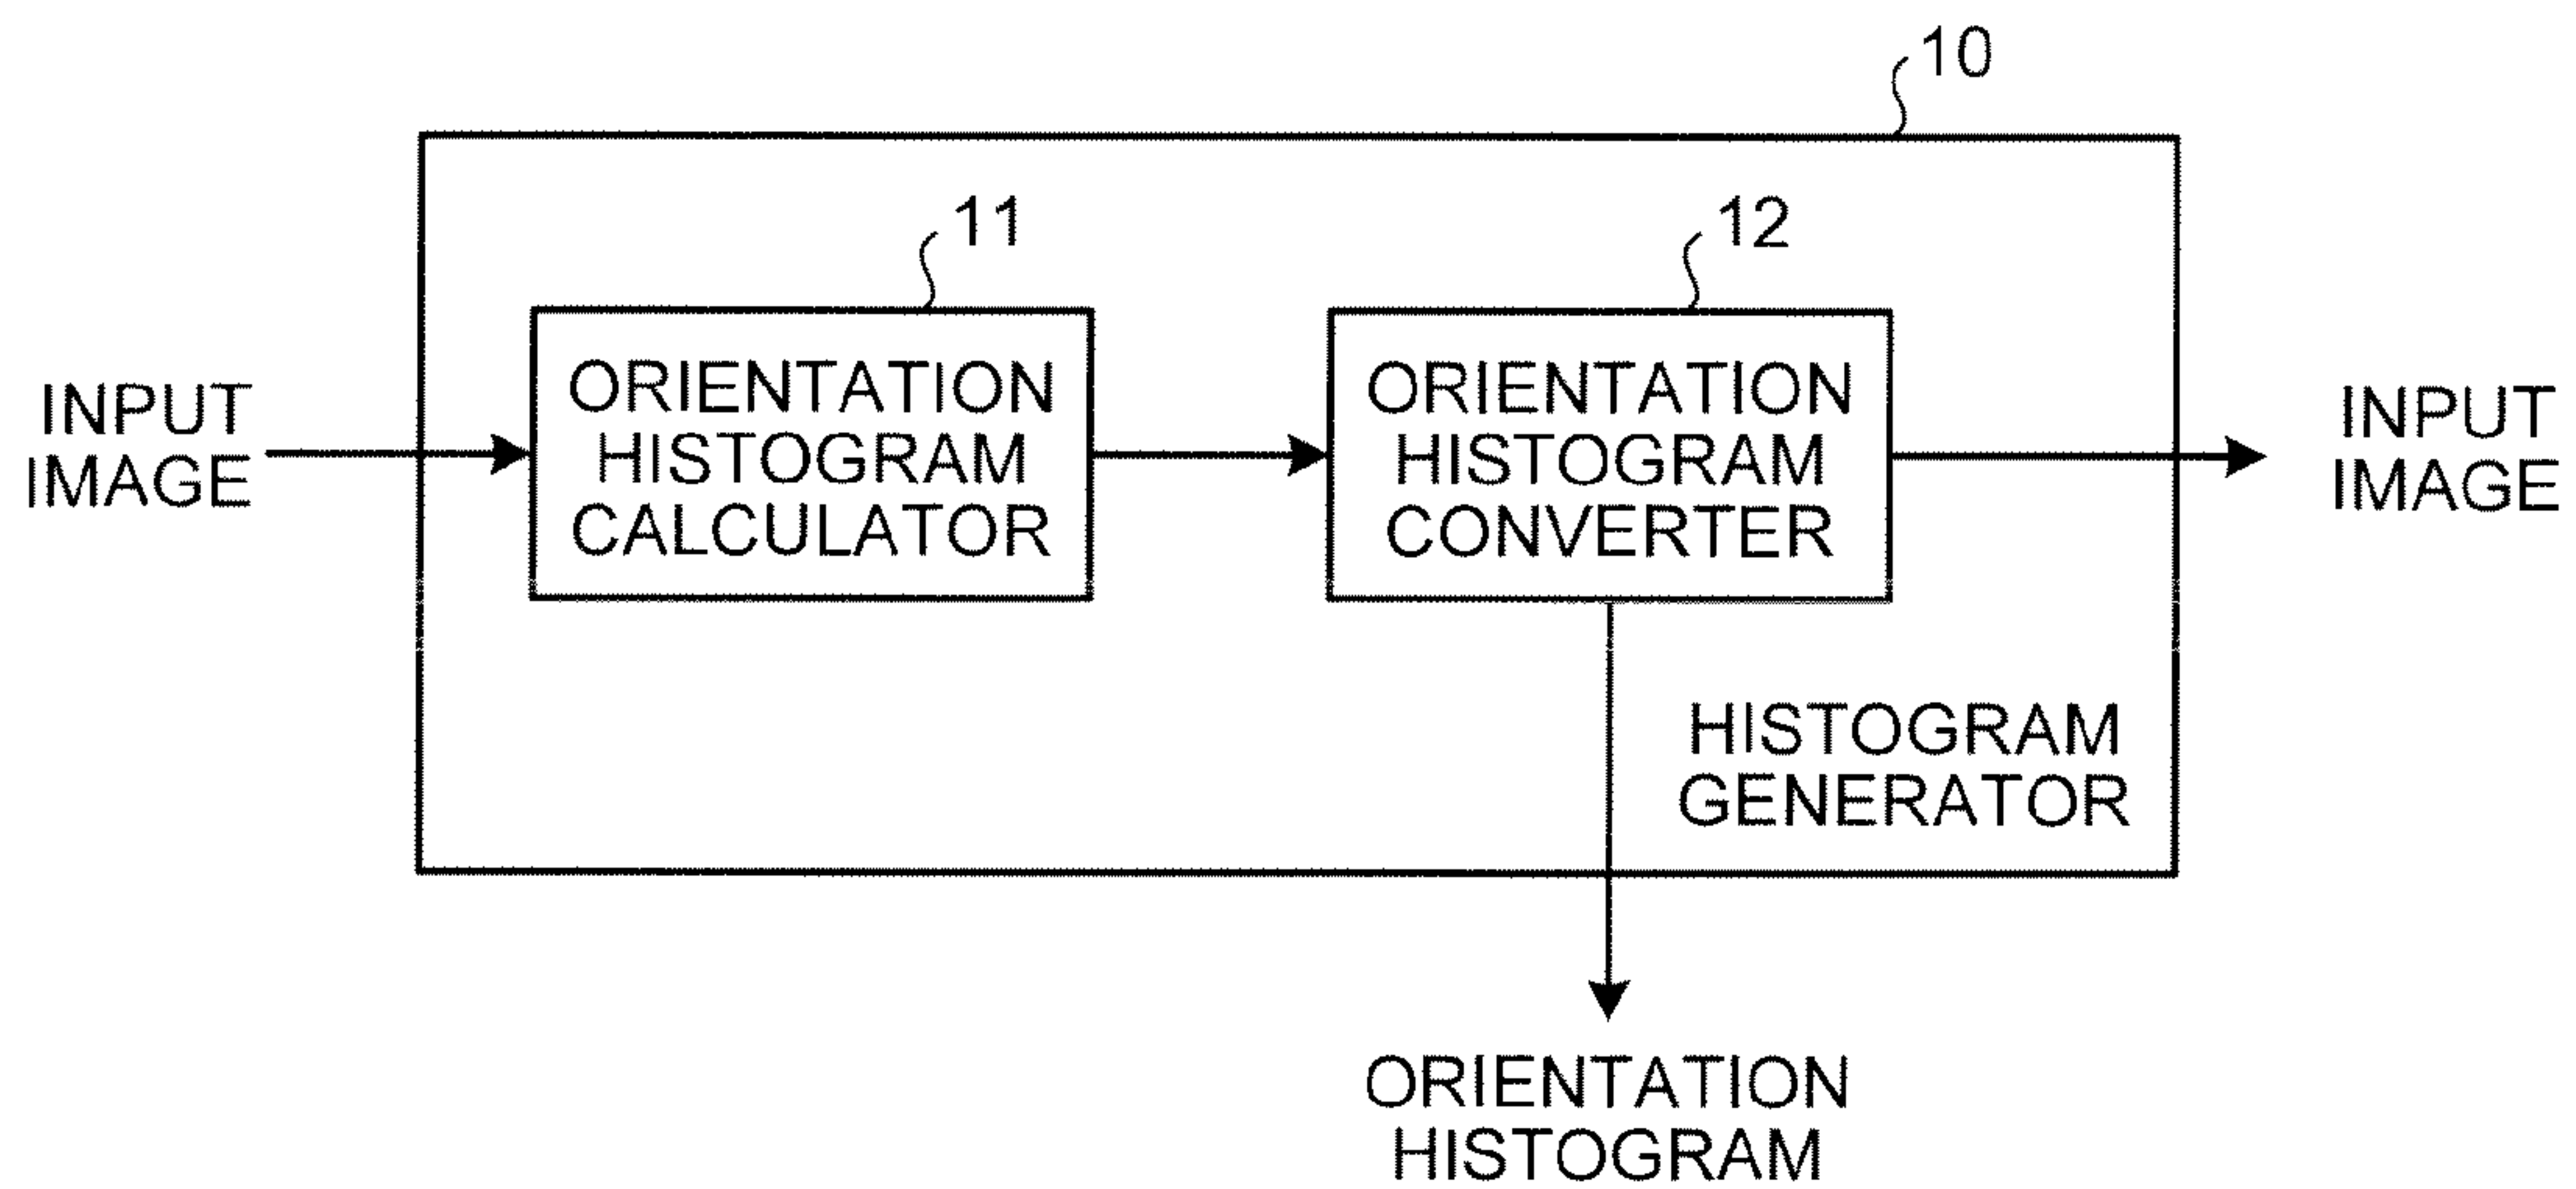 10
11
12
INPUT
IMAGE
ORIENTATION
HISTOGRAM
CALCULATOR
ORIENTATION
HISTOGRAM
CONVERTER
INPUT
IMAGE
HISTOGRAM
GENERATOR
ORIENTATION
HISTOGRAM